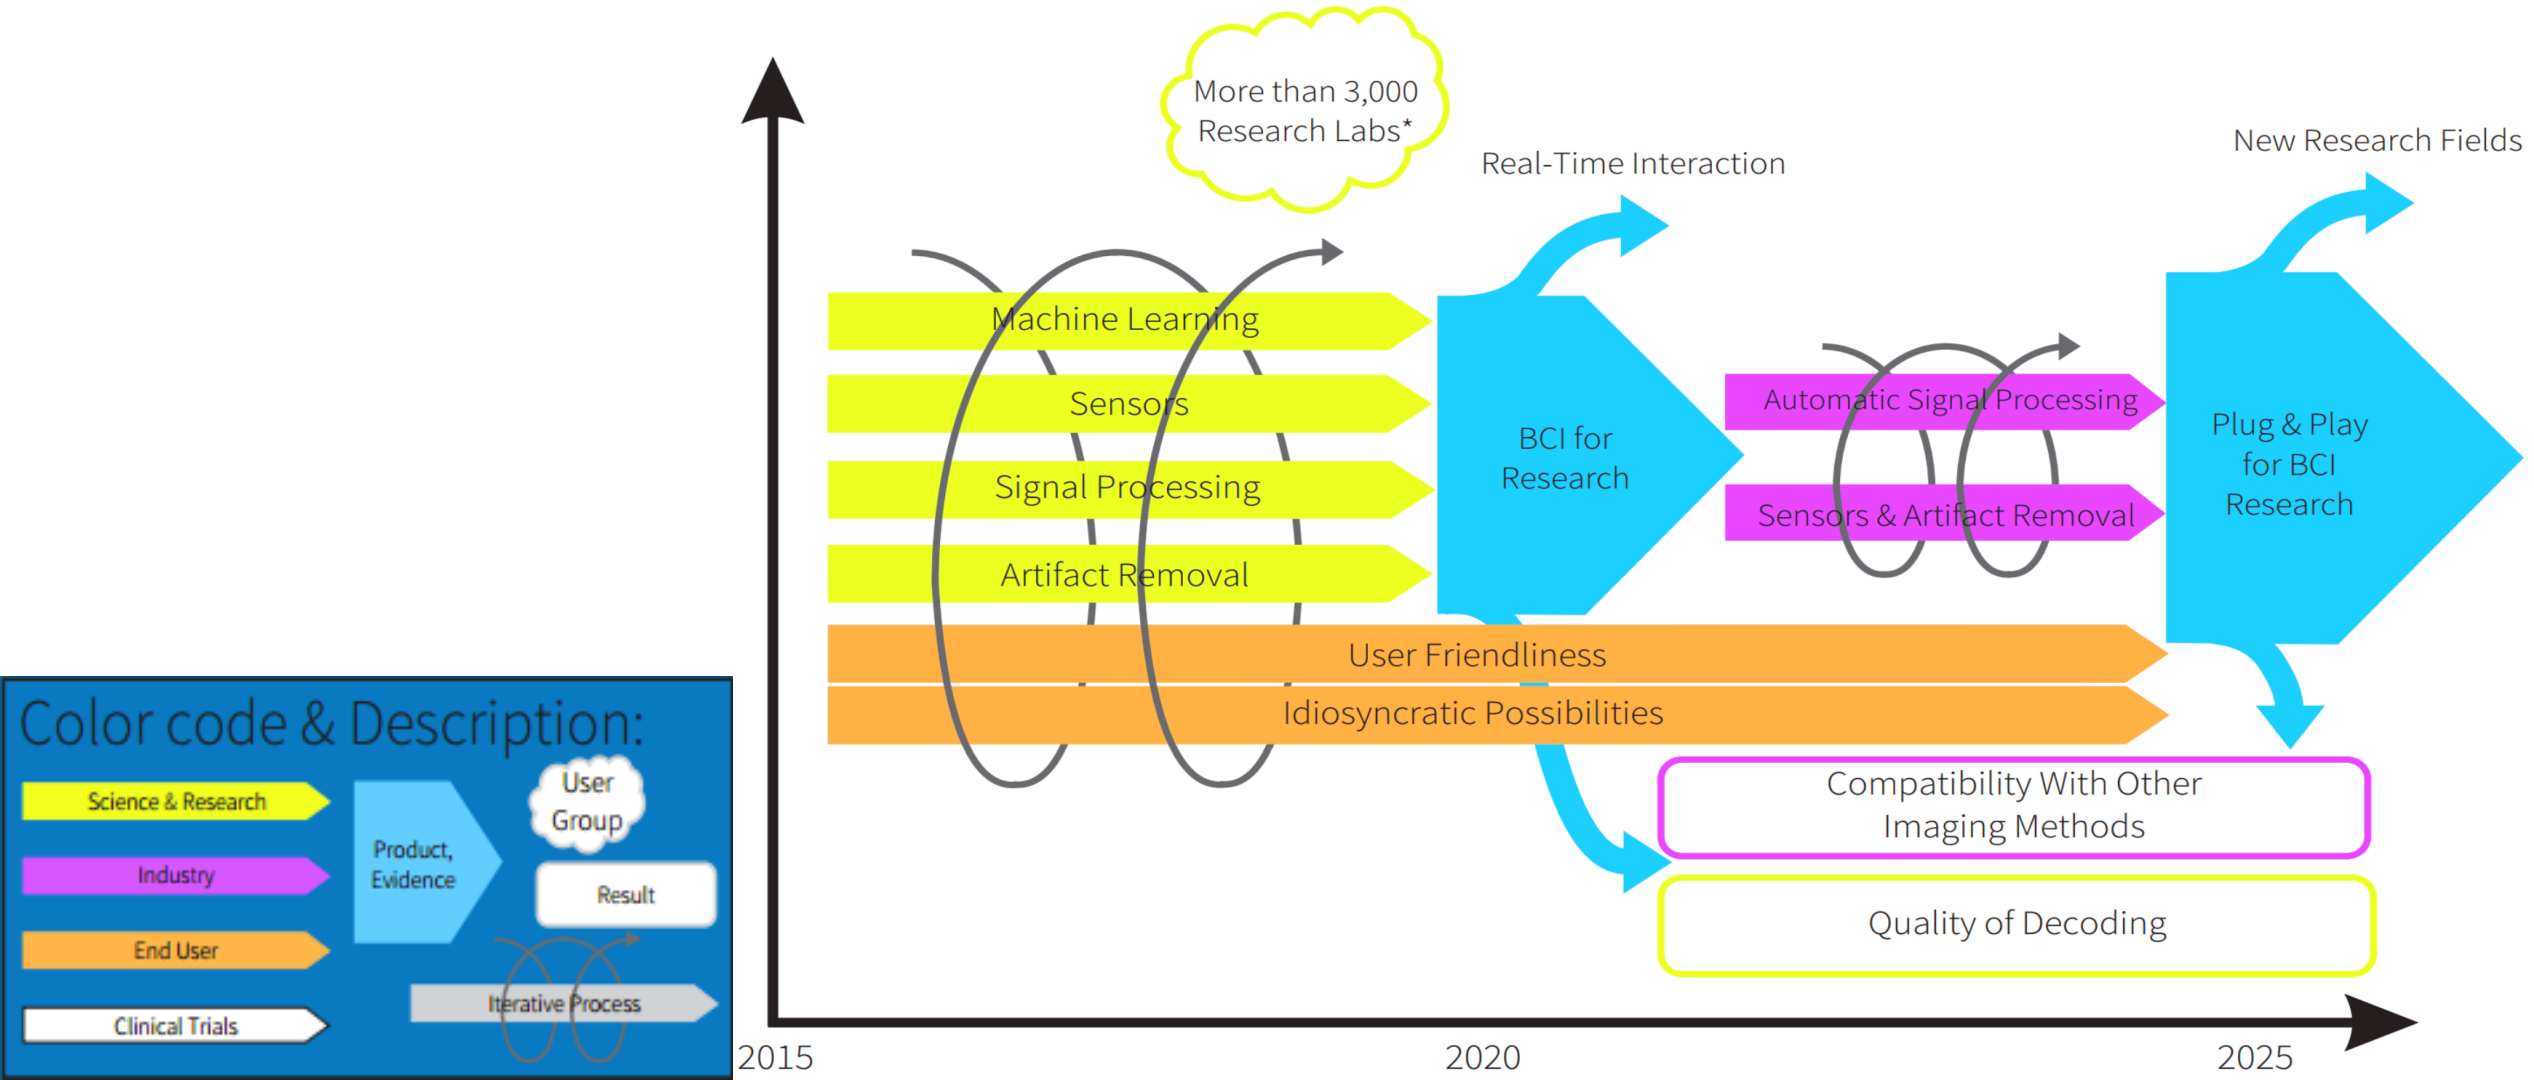 More than 3,000
Research Labs*
Real-Time Interaction
New Research Fields
Machine Learning
Sensors
Signal Processing
Artifact Removal
BCI for
Research
Automatic Signal Processing
Sensors & Artifact Removal
Plug & Play
for BCI
Research
User Friendliness
Idiosyncratic Possibilities
Compatibility With Other
Imaging Methods
Quality of Decoding
2015
2020
2025
Color code & Description:
Science & Research
Industry
End User
Clinical Trials
Product,
Evidence
User
Group
Result
Iterative Process